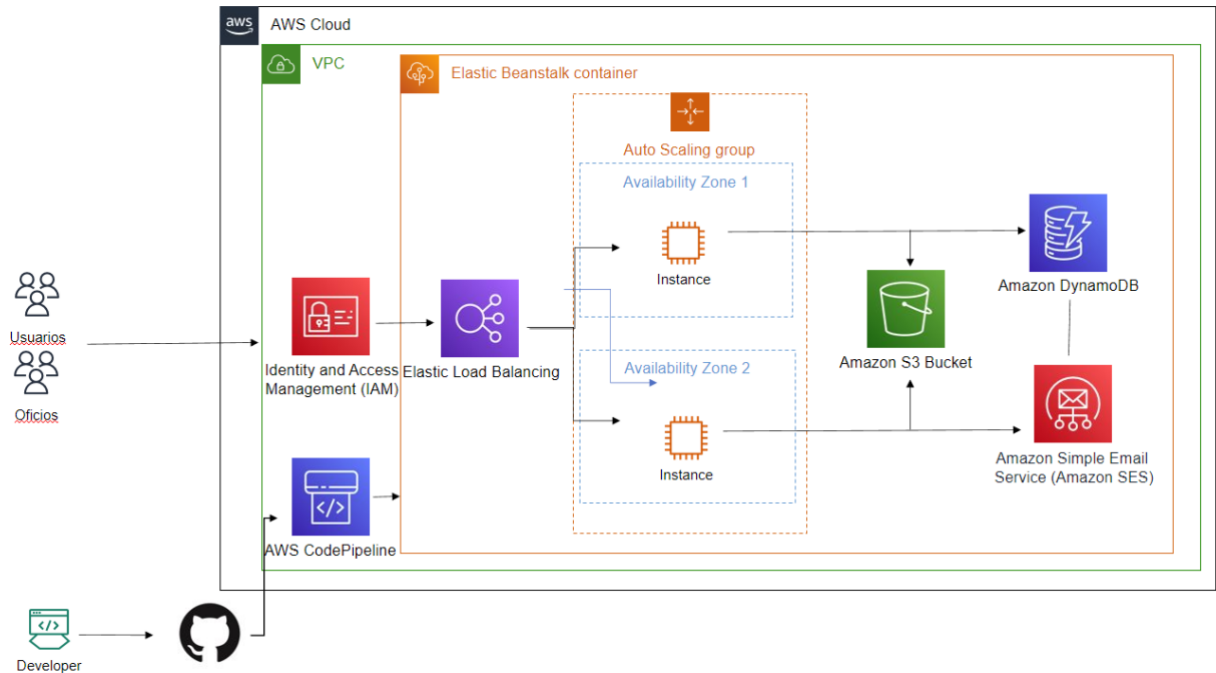 aws
AWS Cloud
VPC
Elastic Beanstalk container
Auto Scaling group
Availability Zone 1
Instance
Amazon DynamoDB
Usuarios
Identity and Access
Management (IAM)
Elastic Load Balancing
Availability Zone 2
Amazon S3 Bucket
Oficios
Instance
Amazon Simple Email
Service (Amazon SES)
AWS CodePipeline
Developer